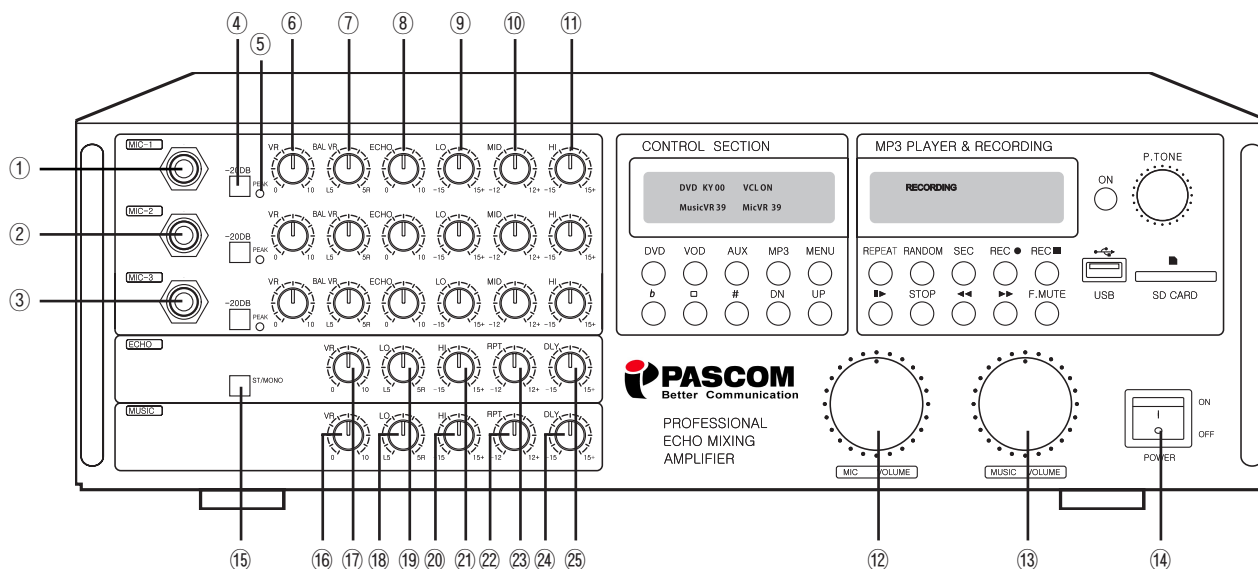 ④ ⑤ ⑥ ⑦ ⑧ ⑨ ⑩ ⑪
① ② ③
MIC-1
-20DB PEAK VR BAL VR ECHO LO MID HI
0 10 L5 5R 0 10 -15 15+ -12 12+ -15 15+
MIC-2
-20DB PEAK VR BAL VR ECHO LO MID HI
0 10 L5 5R 0 10 -15 15+ -12 12+ -15 15+
MIC-3
-20DB PEAK VR BAL VR ECHO LO MID HI
0 10 L5 5R 0 10 -15 15+ -12 12+ -15 15+
ECHO
ST/MONO VR LO HI RPT DLY
0 10 L5 5R -15 15+ -12 12+ -15 15+
MUSIC
VR LO HI RPT DLY
0 10 L5 5R -15 15+ -12 12+ -15 15+
CONTROL SECTION
DVD KY 00 VCL ON
MusicVR 39 MicVR 39
DVD VOD AUX MP3 MENU
b □ # DN UP
MP3 PLAYER & RECORDING
RECORDING
ON
P.TONE
REPEAT RANDOM SEC REC ● REC ■
STOP ◀◀ ▶▶ F.MUTE
USB
SD CARD
PASCOM
Better Communication
PROFESSIONAL
ECHO MIXING
AMPLIFIER
MIC VOLUME
MUSIC VOLUME
ON
OFF
POWER
⑮ ⑯ ⑰ ⑱ ⑲ ⑳ ㉑ ㉒ ㉓ ㉔ ㉕ ⑫ ⑬ ⑭